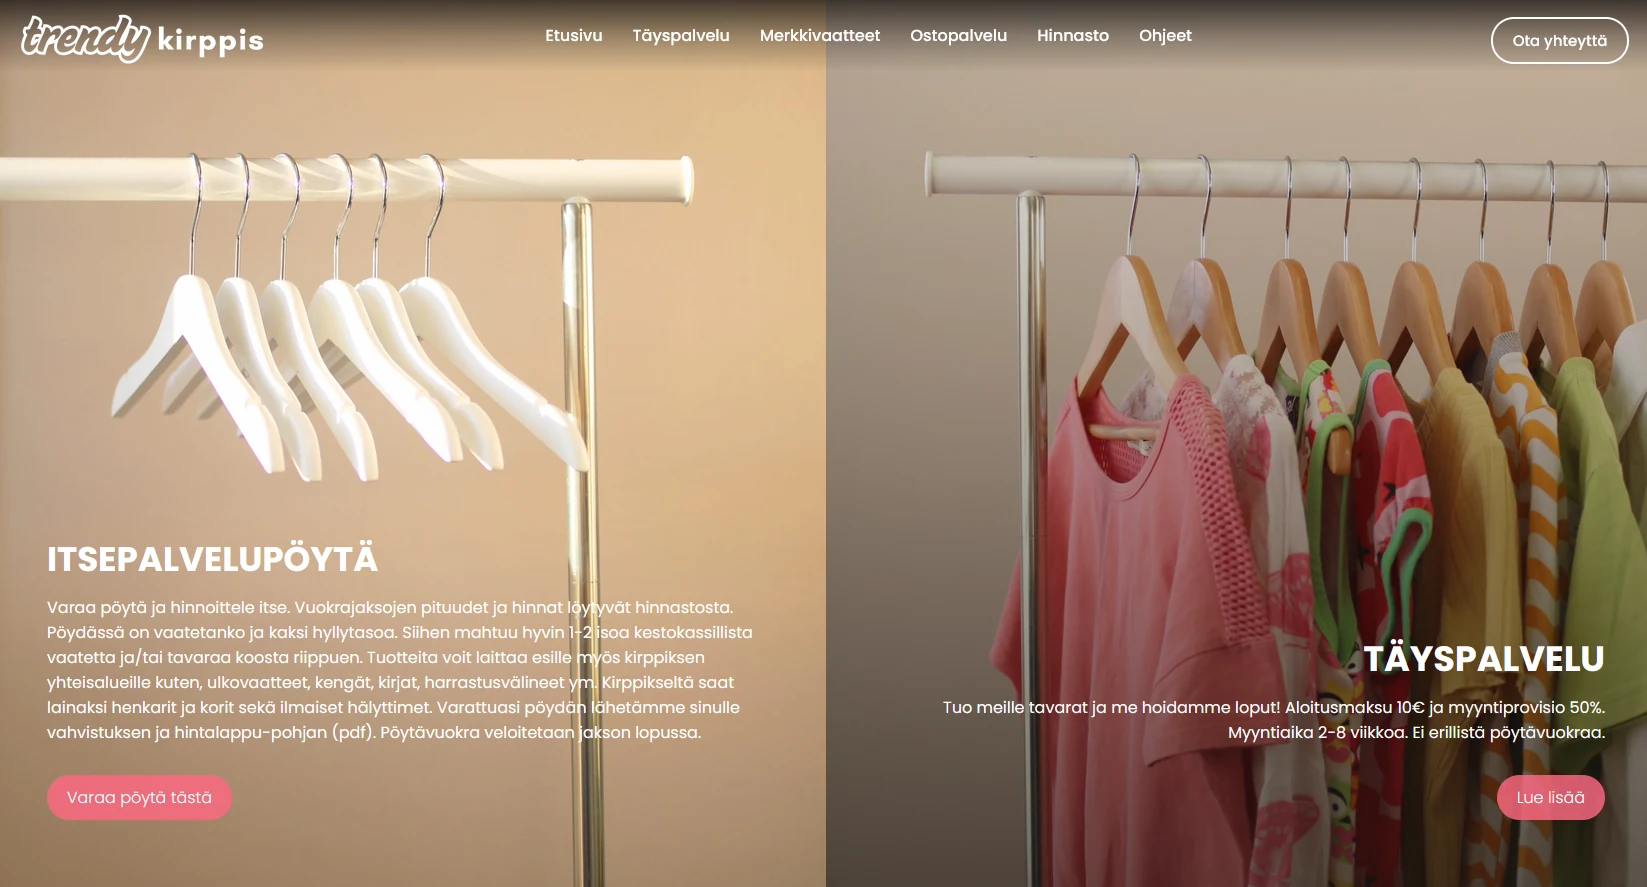 trendy kirppis
Etusivu Täyspalvelu Merkkivaatteet Ostopalvelu Hinnasto Ohjeet
Ota yhteyttä
ITSEPALVELUPÖYTÄ
Varaa pöytä ja hinnoittele itse. Vuokrajaksojen pituudet ja hinnat löytyvät hinnastosta.
Pöydässä on vaatetanko ja kaksi hyllytasoa. Siihen mahtuu hyvin 1-2 isoa kestokassillista
vaatetta ja/tai tavaraa koosta riippuen. Tuotteita voit laittaa esille myös kirppiksen
yhteisalueille kuten, ulkovaatteet, kengät, kirjat, harrastusvälineet ym. Kirppikseltä saat
lainaksi henkarit ja korit sekä ilmaiset hälyttimet. Varattuasi pöydän lähetämme sinulle
vahvistuksen ja hintalappu-pohjan (pdf). Pöytävuokra veloitetaan jakson lopussa.
Varaa pöytä tästä
TÄYSPALVELU
Tuo meille tavarat ja me hoidamme loput! Aloitusmaksu 10€ ja myyntiprovisio 50%.
Myyntiaika 2-8 viikkoa. Ei erillistä pöytävuokraa.
Lue lisää